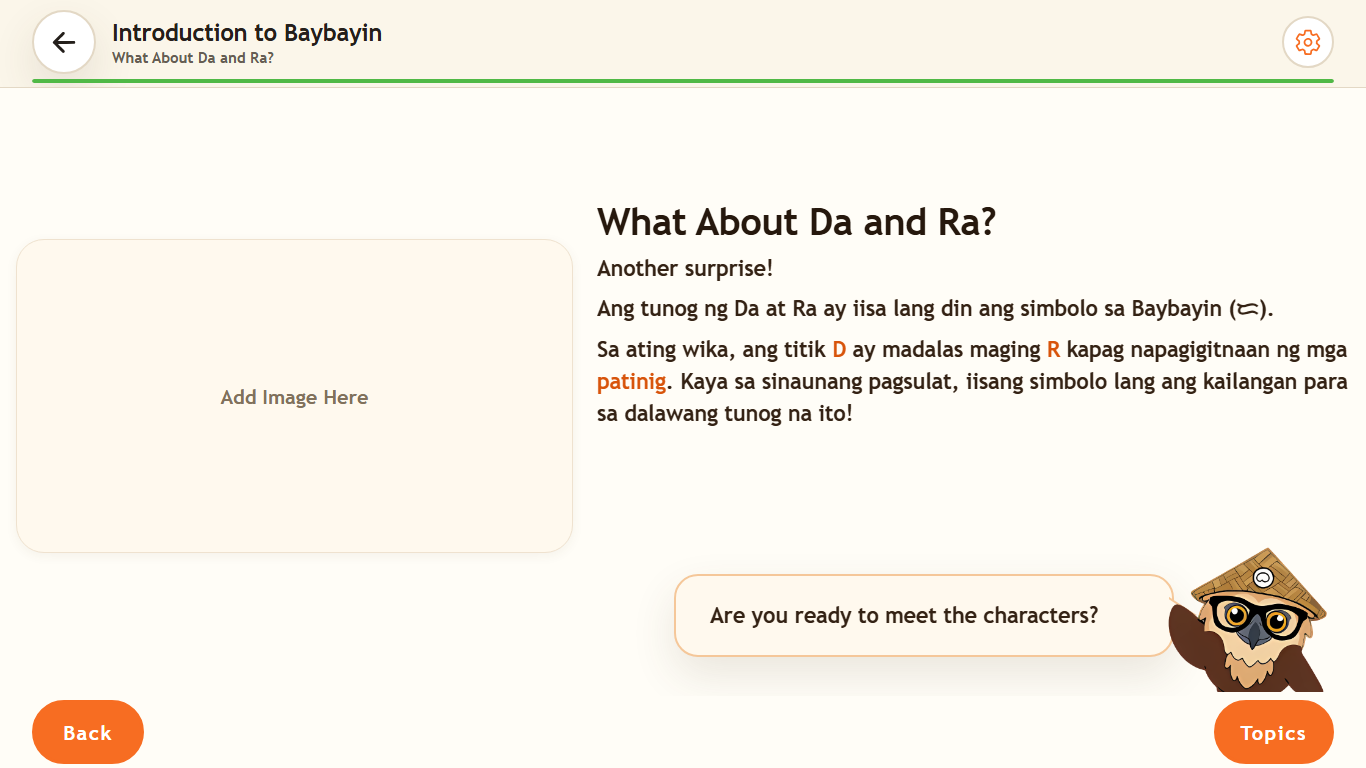 Introduction to Baybayin
What About Da and Ra?
What About Da and Ra?
Another surprise!
Ang tunog ng Da at Ra ay iisa lang din ang simbolo sa Baybayin (ᜇ).
Sa ating wika, ang titik D ay madalas maging R kapag napagigitnaan ng mga
patinig. Kaya sa sinaunang pagsulat, iisang simbolo lang ang kailangan para
sa dalawang tunog na ito!
Add Image Here
Are you ready to meet the characters?
Back
Topics